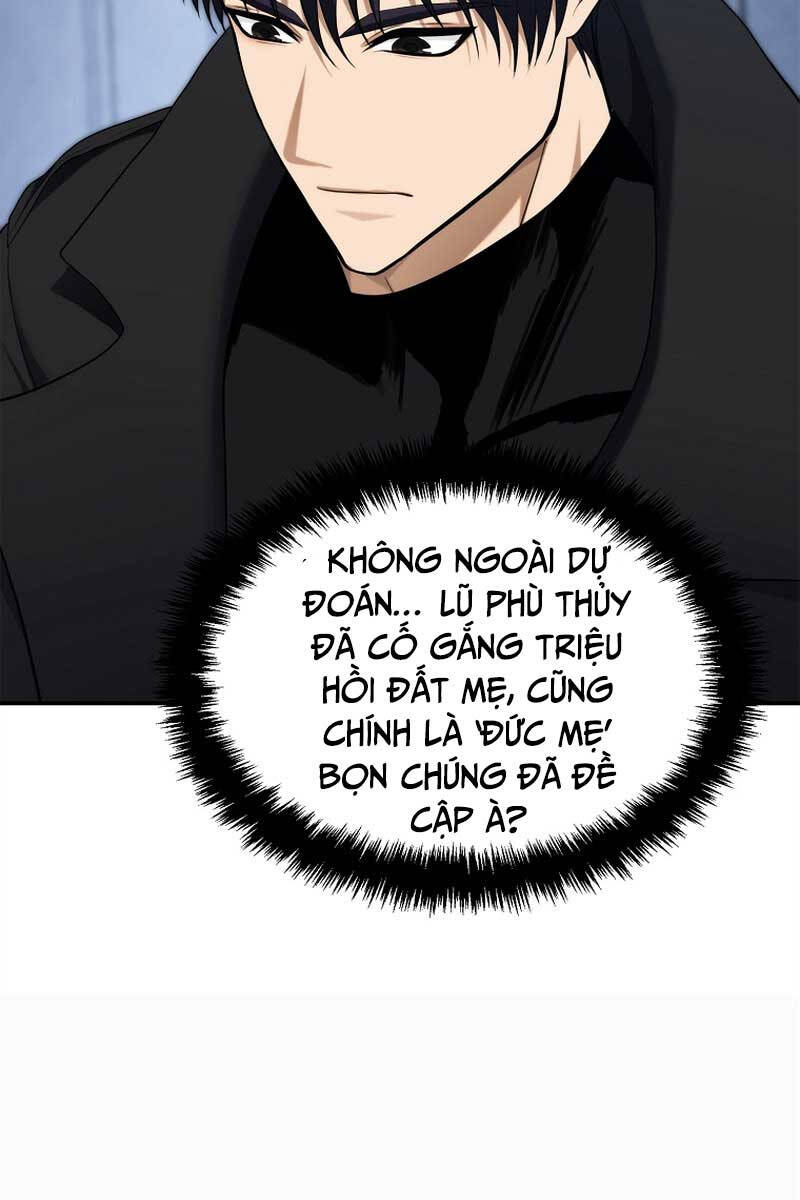 KHÔNG NGOÀI DỰ
ĐOÁN... LŨ PHÙ THỦY
ĐÃ CỐ GẮNG TRIỆU
HỒI ĐẤT MẸ, CŨNG
CHÍNH LÀ 'ĐỨC MẸ'
BỌN CHÚNG ĐÃ ĐỀ
CẬP À?